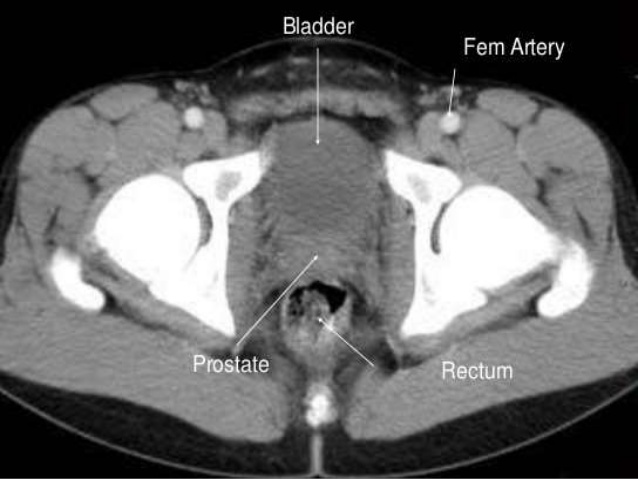 Bladder
Fem Artery
Prostate
Rectum